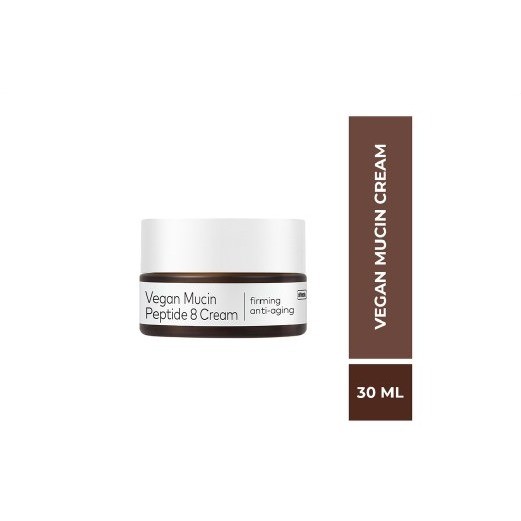 Vegan Mucin
Peptide 8 Cream
firming
anti-aging
VEGAN MUCIN CREAM
30 ML